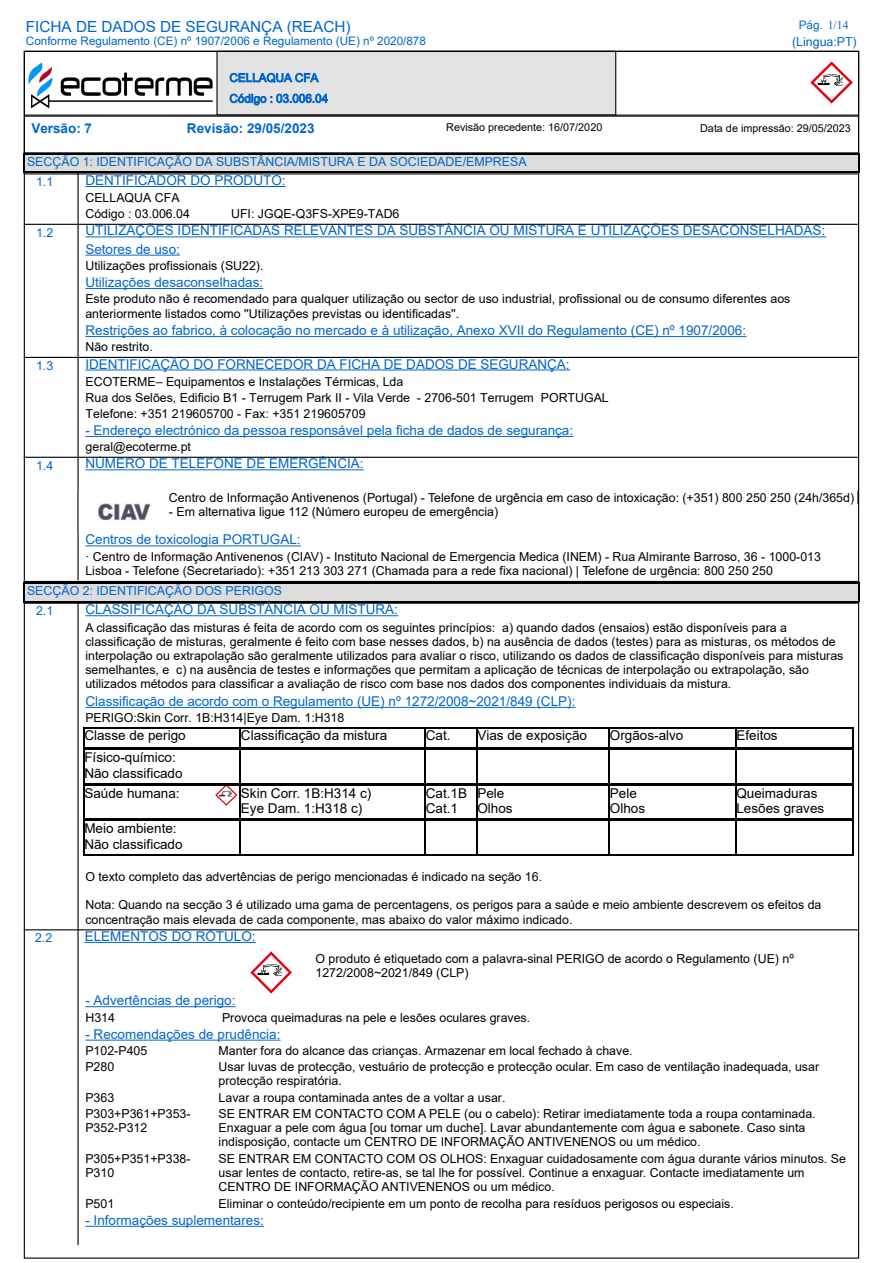 FICHA DE DADOS DE SEGURANÇA (REACH)
Conforme Regulamento (CE) nº 1907/2006 e Regulamento (UE) nº 2020/878
Pág. 1/14
(Lingua:PT)
ecoterme
CELLAQUA CFA
Código : 03.006.04
Versão: 7 Revisão: 29/05/2023 Revisão precedente: 16/07/2020 Data de impressão: 29/05/2023
SECÇÃO 1: IDENTIFICAÇÃO DA SUBSTÂNCIA/MISTURA E DA SOCIEDADE/EMPRESA
1.1 DENTIFICADOR DO PRODUTO:
CELLAQUA CFA
Código : 03.006.04 UFI: JGQE-Q3FS-XPE9-TAD6
1.2 UTILIZAÇÕES IDENTIFICADAS RELEVANTES DA SUBSTÂNCIA OU MISTURA E UTILIZAÇÕES DESACONSELHADAS:
Setores de uso:
Utilizações profissionais (SU22).
Utilizações desaconselhadas:
Este produto não é recomendado para qualquer utilização ou sector de uso industrial, profissional ou de consumo diferentes aos
anteriormente listados como "Utilizações previstas ou identificadas".
Restrições ao fabrico, à colocação no mercado e à utilização, Anexo XVII do Regulamento (CE) nº 1907/2006:
Não restrito.
1.3 IDENTIFICAÇÃO DO FORNECEDOR DA FICHA DE DADOS DE SEGURANÇA:
ECOTERME– Equipamentos e Instalações Térmicas, Lda
Rua dos Selões, Edificio B1 - Terrugem Park II - Vila Verde - 2706-501 Terrugem PORTUGAL
Telefone: +351 219605700 - Fax: +351 219605709
- Endereço electrónico da pessoa responsável pela ficha de dados de segurança:
geral@ecoterme.pt
1.4 NÚMERO DE TELEFONE DE EMERGÊNCIA:
CIAV
Centro de Informação Antivenenos (Portugal) - Telefone de urgência em caso de intoxicação: (+351) 800 250 250 (24h/365d)
- Em alternativa ligue 112 (Número europeu de emergência)
Centros de toxicologia PORTUGAL:
· Centro de Informação Antivenenos (CIAV) - Instituto Nacional de Emergencia Medica (INEM) - Rua Almirante Barroso, 36 - 1000-013
Lisboa - Telefone (Secretariado): +351 213 303 271 (Chamada para a rede fixa nacional) | Telefone de urgência: 800 250 250
SECÇÃO 2: IDENTIFICAÇÃO DOS PERIGOS
2.1 CLASSIFICAÇÃO DA SUBSTÂNCIA OU MISTURA:
A classificação das misturas é feita de acordo com os seguintes princípios: a) quando dados (ensaios) estão disponíveis para a
classificação de misturas, geralmente é feito com base nesses dados, b) na ausência de dados (testes) para as misturas, os métodos de
interpolação ou extrapolação são geralmente utilizados para avaliar o risco, utilizando os dados de classificação disponíveis para misturas
semelhantes, e c) na ausência de testes e informações que permitam a aplicação de técnicas de interpolação ou extrapolação, são
utilizados métodos para classificar a avaliação de risco com base nos dados dos componentes individuais da mistura.
Classificação de acordo com o Regulamento (UE) nº 1272/2008~2021/849 (CLP):
PERIGO:Skin Corr. 1B:H314|Eye Dam. 1:H318
Classe de perigo Classificação da mistura Cat. Vias de exposição Orgãos-alvo Efeitos
Físico-químico:
Não classificado
Saúde humana: Skin Corr. 1B:H314 c) Cat.1B Pele Pele Queimaduras
Eye Dam. 1:H318 c) Cat.1 Olhos Olhos Lesões graves
Meio ambiente:
Não classificado
O texto completo das advertências de perigo mencionadas é indicado na seção 16.
Nota: Quando na secção 3 é utilizado uma gama de percentagens, os perigos para a saúde e meio ambiente descrevem os efeitos da
concentração mais elevada de cada componente, mas abaixo do valor máximo indicado.
2.2 ELEMENTOS DO RÓTULO:
O produto é etiquetado com a palavra-sinal PERIGO de acordo o Regulamento (UE) nº
1272/2008~2021/849 (CLP)
- Advertências de perigo:
H314 Provoca queimaduras na pele e lesões oculares graves.
- Recomendações de prudência:
P102-P405 Manter fora do alcance das crianças. Armazenar em local fechado à chave.
P280 Usar luvas de protecção, vestuário de protecção e protecção ocular. Em caso de ventilação inadequada, usar
protecção respiratória.
P363 Lavar a roupa contaminada antes de a voltar a usar.
P303+P361+P353- SE ENTRAR EM CONTACTO COM A PELE (ou o cabelo): Retirar imediatamente toda a roupa contaminada.
P352-P312 Enxaguar a pele com água [ou tomar um duche]. Lavar abundantemente com água e sabonete. Caso sinta
indisposição, contacte um CENTRO DE INFORMAÇÃO ANTIVENENOS ou um médico.
P305+P351+P338- SE ENTRAR EM CONTACTO COM OS OLHOS: Enxaguar cuidadosamente com água durante vários minutos. Se
P310 usar lentes de contacto, retire-as, se tal lhe for possível. Continue a enxaguar. Contacte imediatamente um
CENTRO DE INFORMAÇÃO ANTIVENENOS ou um médico.
P501 Eliminar o conteúdo/recipiente em um ponto de recolha para resíduos perigosos ou especiais.
- Informações suplementares: